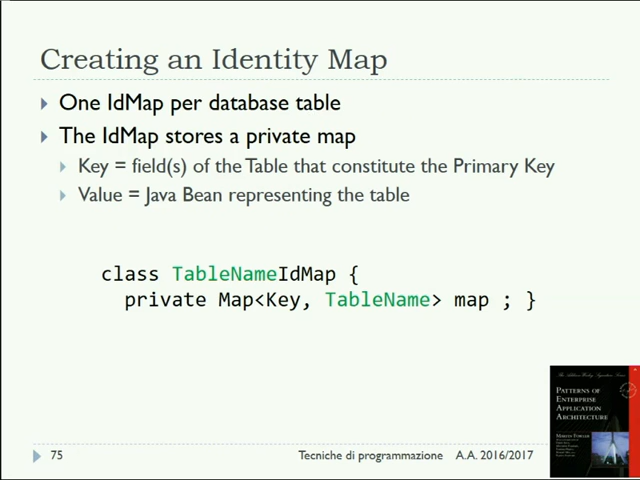 Creating an Identity Map
One IdMap per database table
The IdMap stores a private map
Key = field(s) of the Table that constitute the Primary Key
Value = Java Bean representing the table
class TableNameIdMap {
private Map<Key, TableName> map ; }
PATTERNS OF
ENTERPRISE
APPLICATION
ARCHITECTURE
MARTIN FOWLER
75 Tecniche di programmazione A.A. 2016/2017